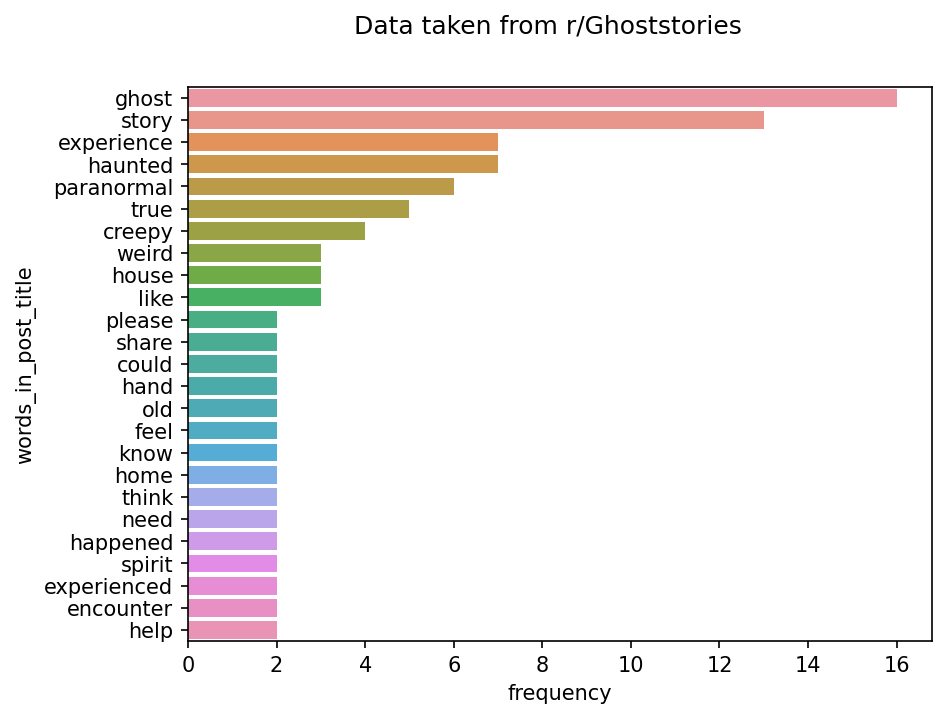 Data taken from r/Ghoststories
words_in_post_title
ghost
story
experience
haunted
paranormal
true
creepy
weird
house
like
please
share
could
hand
old
feel
know
home
think
need
happened
spirit
experienced
encounter
help
0 2 4 6 8 10 12 14 16
frequency